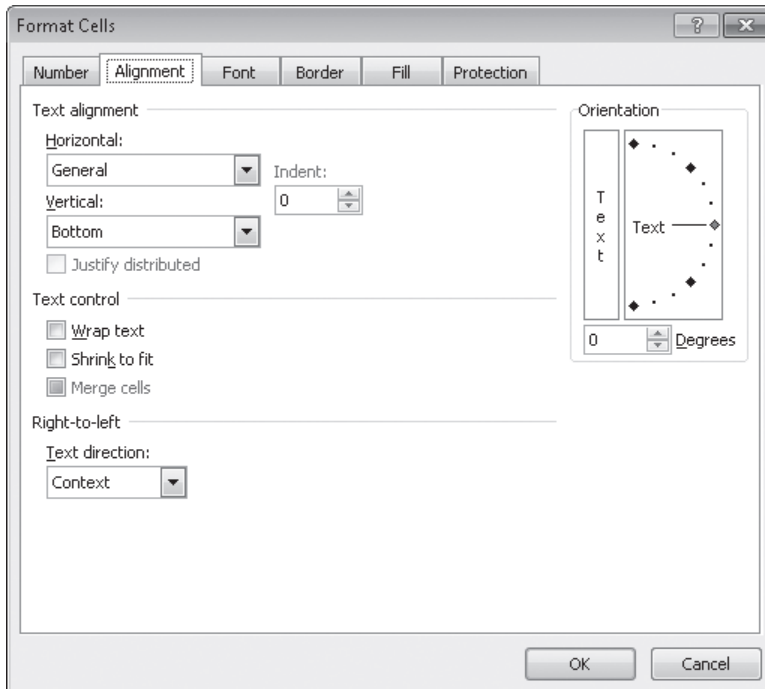 Format Cells
Number Alignment Font Border Fill Protection
Text alignment
Horizontal:
General
Indent:
0
Vertical:
Bottom
Justify distributed
Text control
Wrap text
Shrink to fit
Merge cells
Right-to-left
Text direction:
Context
Orientation
Text
Text
0 Degrees
OK Cancel